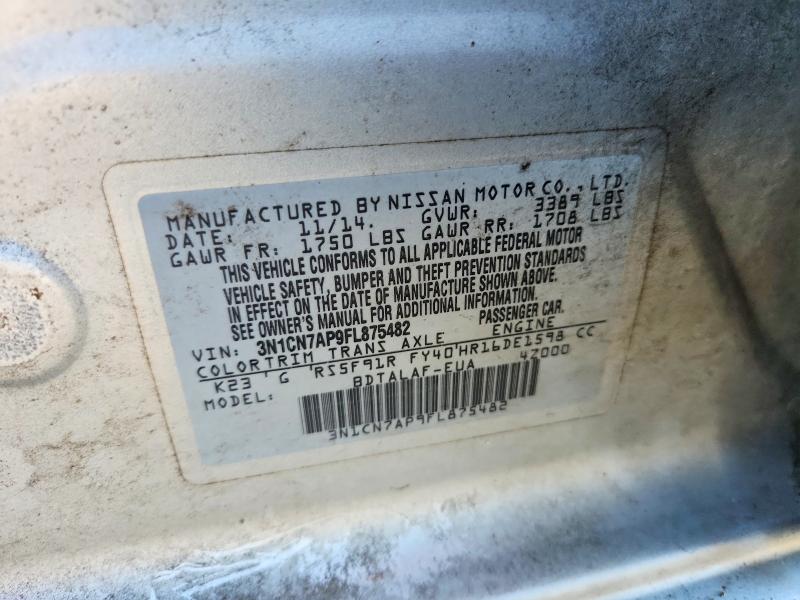 MANUFACTURED BY NISSAN MOTOR CO., LTD.
DATE: 11/14. GVWR: 3389 LBS
GAWR FR: 1750 LBS GAWR RR: 1708 LBS
THIS VEHICLE CONFORMS TO ALL APPLICABLE FEDERAL MOTOR
VEHICLE SAFETY, BUMPER AND THEFT PREVENTION STANDARDS
IN EFFECT ON THE DATE OF MANUFACTURE SHOWN ABOVE.
SEE OWNER'S MANUAL FOR ADDITIONAL INFORMATION.
VIN: 3N1CN7AP9FL875482 PASSENGER CAR.
COLOR TRIM TRANS AXLE ENGINE
K23 ' G 'RS5F91R FY40'HR16DE1598 CC
MODEL: BDTALAF-EUA 4Z000
3N1CN7AP9FL875482